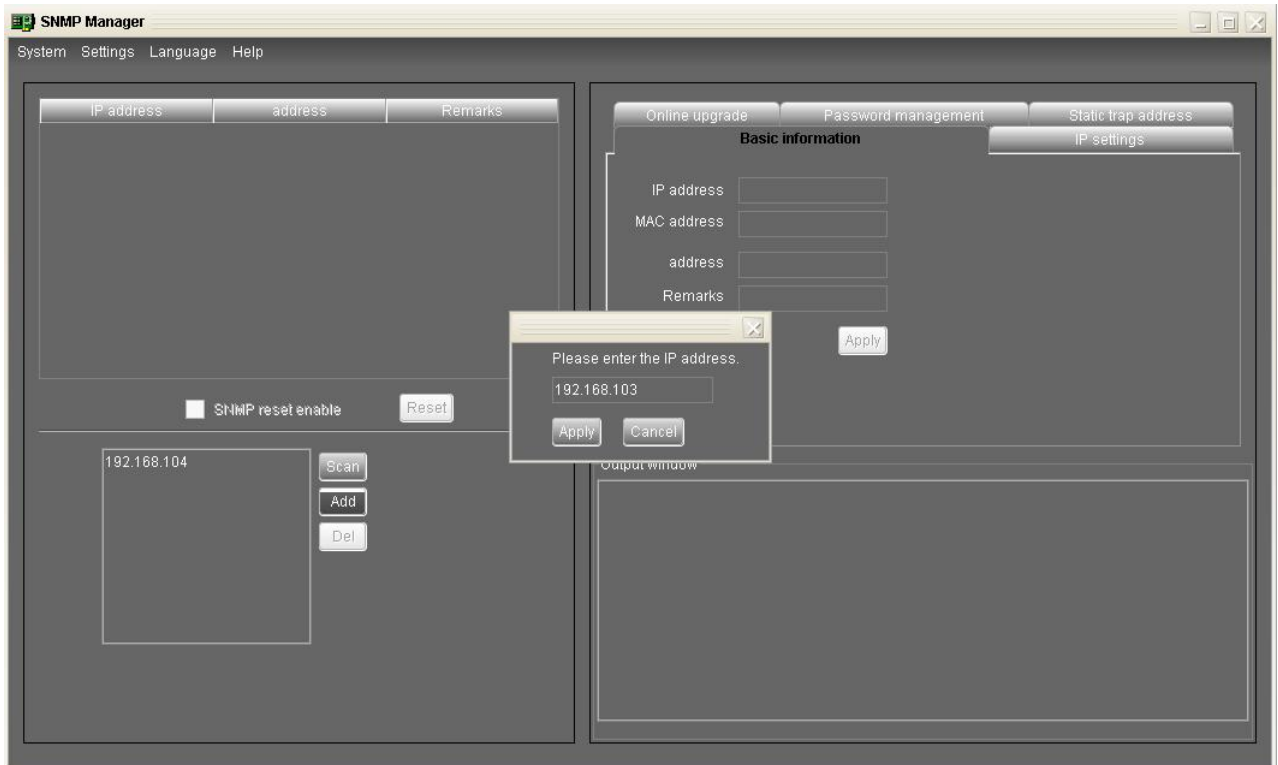 SNMP Manager
System Settings Language Help
IP address address Remarks
SNMP reset enable Reset
192.168.104
Scan
Add
Del
Online upgrade Password management Static trap address
Basic information IP settings
IP address
MAC address
address
Remarks
Apply
Please enter the IP address.
192.168.103
Apply Cancel
Output window